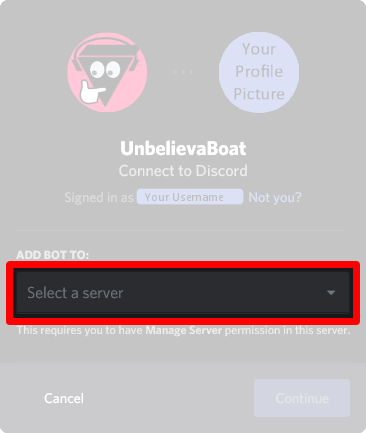 Your
Profile
Picture
UnbelievaBoat
Connect to Discord
Signed in as Your Username Not you?
ADD BOT TO:
Select a server
This requires you to have Manage Server permission in this server.
Cancel Continue